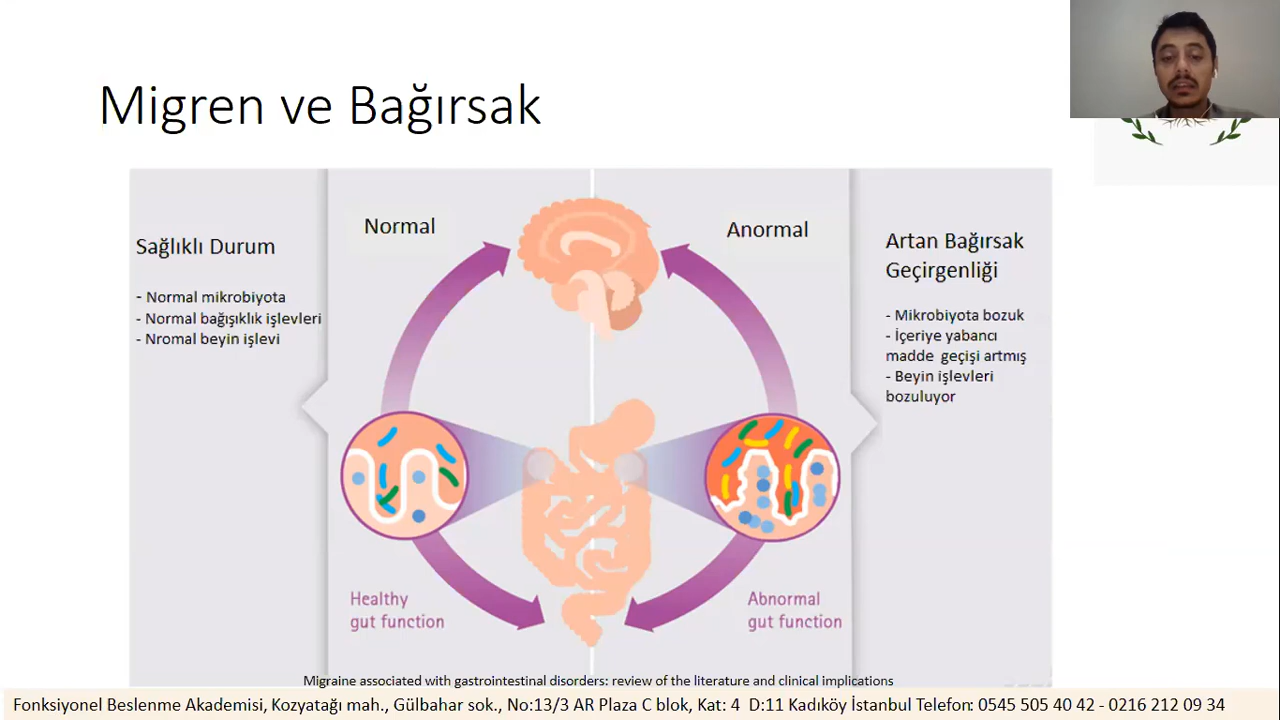 Migren ve Bağırsak
Sağlıklı Durum
- Normal mikrobiyota
- Normal bağışıklık işlevleri
- Nromal beyin işlevi
Normal
Anormal
Artan Bağırsak
Geçirgenliği
- Mikrobiyota bozuk
- İçeriye yabancı
madde geçişi artmış
- Beyin işlevleri
bozuluyor
Healthy
gut function
Abnormal
gut function
Migraine associated with gastrointestinal disorders: review of the literature and clinical implications
Fonksiyonel Beslenme Akademisi, Kozyatağı mah., Gülbahar sok., No:13/3 AR Plaza C blok, Kat: 4 D:11 Kadıköy İstanbul Telefon: 0545 505 40 42 - 0216 212 09 34